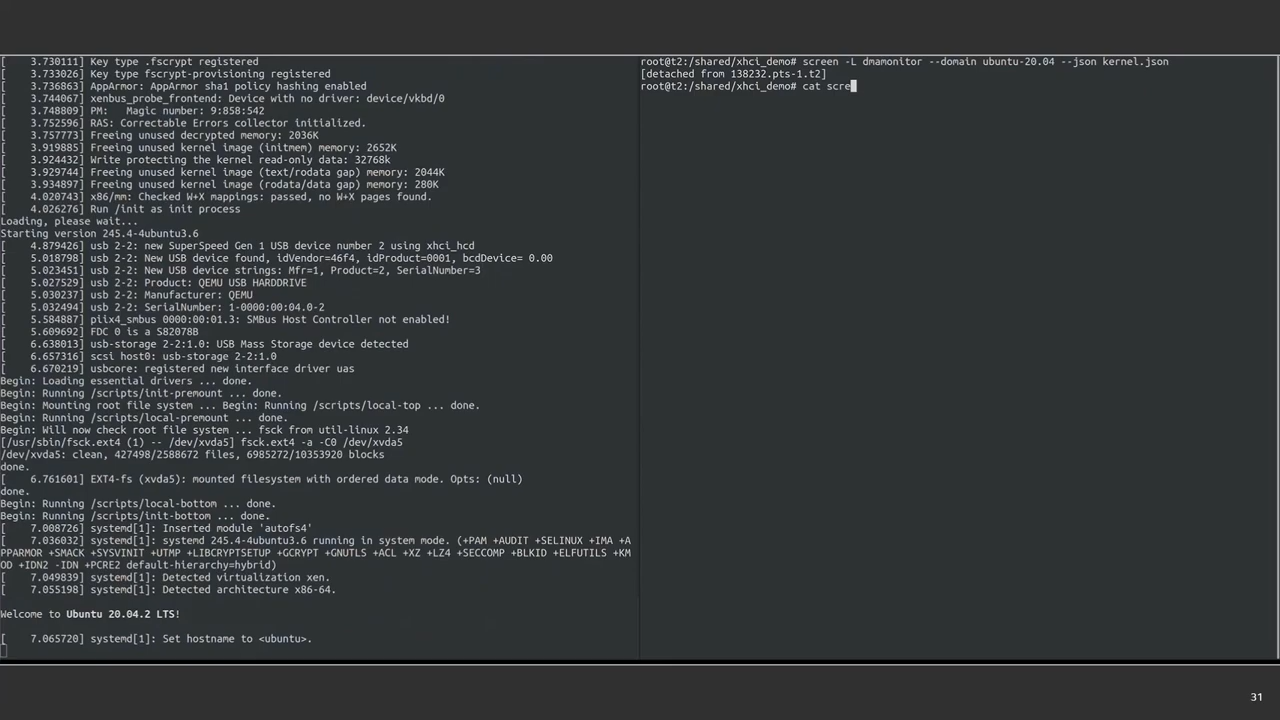 [    3.730111] Key type .fscrypt registered
[    3.733026] Key type fscrypt-provisioning registered
[    3.736863] AppArmor: AppArmor sha1 policy hashing enabled
[    3.744067] xenbus_probe_frontend: Device with no driver: device/vkbd/0
[    3.748809] PM:   Magic number: 9:858:542
[    3.752596] RAS: Correctable Errors collector initialized.
[    3.757773] Freeing unused decrypted memory: 2036K
[    3.919885] Freeing unused kernel image (initmem) memory: 2652K
[    3.924432] Write protecting the kernel read-only data: 32768k
[    3.929744] Freeing unused kernel image (text/rodata gap) memory: 2044K
[    3.934897] Freeing unused kernel image (rodata/data gap) memory: 280K
[    4.020743] x86/mm: Checked W+X mappings: passed, no W+X pages found.
[    4.026276] Run /init as init process
Loading, please wait...
Starting version 245.4-4ubuntu3.6
[    4.879426] usb 2-2: new SuperSpeed Gen 1 USB device number 2 using xhci_hcd
[    5.018798] usb 2-2: New USB device found, idVendor=46f4, idProduct=0001, bcdDevice= 0.00
[    5.023451] usb 2-2: New USB device strings: Mfr=1, Product=2, SerialNumber=3
[    5.027529] usb 2-2: Product: QEMU USB HARDDRIVE
[    5.030237] usb 2-2: Manufacturer: QEMU
[    5.032494] usb 2-2: SerialNumber: 1-0000:00:04.0-2
[    5.584887] piix4_smbus 0000:00:01.3: SMBus Host Controller not enabled!
[    5.609692] FDC 0 is a S82078B
[    6.638013] usb-storage 2-2:1.0: USB Mass Storage device detected
[    6.657316] scsi host0: usb-storage 2-2:1.0
[    6.670219] usbcore: registered new interface driver uas
Begin: Loading essential drivers ... done.
Begin: Running /scripts/init-premount ... done.
Begin: Mounting root file system ... Begin: Running /scripts/local-top ... done.
Begin: Running /scripts/local-premount ... done.
Begin: Will now check root file system ... fsck from util-linux 2.34
[/usr/sbin/fsck.ext4 (1) -- /dev/xvda5] fsck.ext4 -a -C0 /dev/xvda5
/dev/xvda5: clean, 427498/2588672 files, 6985272/10353920 blocks
done.
[    6.761601] EXT4-fs (xvda5): mounted filesystem with ordered data mode. Opts: (null)
done.
Begin: Running /scripts/local-bottom ... done.
Begin: Running /scripts/init-bottom ... done.
[    7.008726] systemd[1]: Inserted module 'autofs4'
[    7.036032] systemd[1]: systemd 245.4-4ubuntu3.6 running in system mode. (+PAM +AUDIT +SELINUX +IMA +A
PPARMOR +SMACK +SYSVINIT +UTMP +LIBCRYPTSETUP +GCRYPT +GNUTLS +ACL +XZ +LZ4 +SECCOMP +BLKID +ELFUTILS +KM
OD +IDN2 -IDN +PCRE2 default-hierarchy=hybrid)
[    7.049839] systemd[1]: Detected virtualization xen.
[    7.055198] systemd[1]: Detected architecture x86-64.
Welcome to Ubuntu 20.04.2 LTS!
[    7.065720] systemd[1]: Set hostname to <ubuntu>.
root@t2:/shared/xhci_demo# screen -L dmamonitor --domain ubuntu-20.04 --json kernel.json
[detached from 138232.pts-1.t2]
root@t2:/shared/xhci_demo# cat scre
31